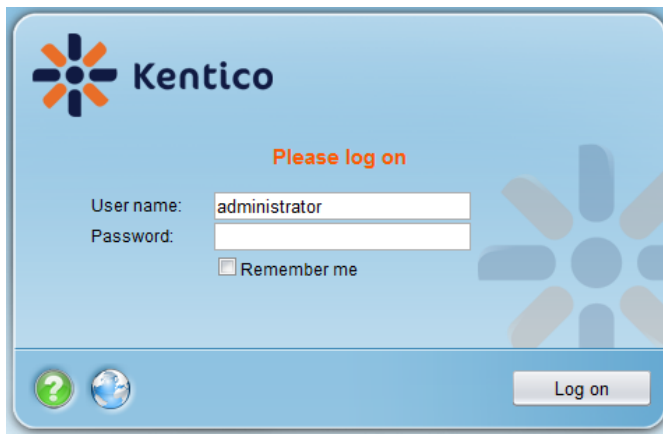 Kentico
Please log on
User name: administrator
Password:
Remember me
?
Log on